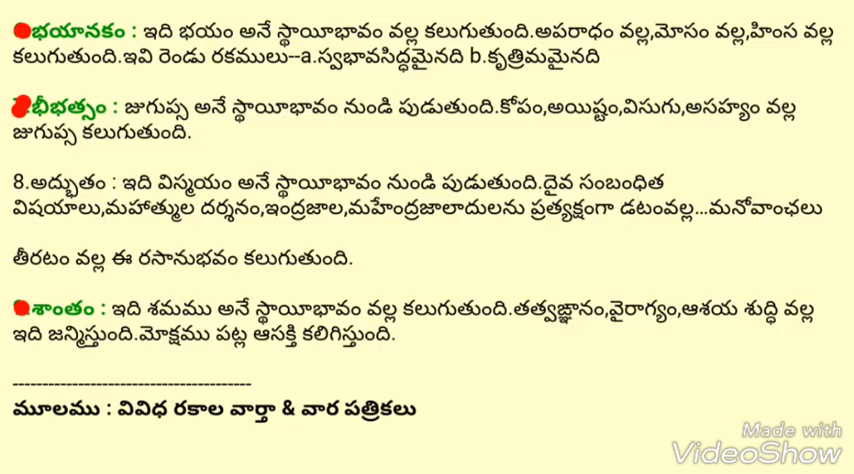 భయానకం : ఇది భయం అనే స్థాయీభావం వల్ల కలుగుతుంది.అపరాధం వల్ల,మోసం వల్ల,హింస వల్ల
కలుగుతుంది.ఇవి రెండు రకములు--a.స్వభావసిద్ధమైనది b.కృత్రిమమైనది
బీభత్సం : జుగుప్స అనే స్థాయీభావం నుండి పుడుతుంది.కోపం,అయిష్టం,విసుగు,అసహ్యం వల్ల
జుగుప్స కలుగుతుంది.
8.అద్భుతం : ఇది విస్మయం అనే స్థాయీభావం నుండి పుడుతుంది.దైవ సంబంధిత
విషయాలు,మహాత్ముల దర్శనం,ఇంద్రజాల,మహేంద్రజాలాదులను ప్రత్యక్షంగా డటంవల్ల...మనోవాంఛలు
తీరటం వల్ల ఈ రసానుభవం కలుగుతుంది.
శాంతం : ఇది శమము అనే స్థాయీభావం వల్ల కలుగుతుంది.తత్వజ్ఞానం,వైరాగ్యం,ఆశయ శుద్ధి వల్ల
ఇది జన్మిస్తుంది.మోక్షము పట్ల ఆసక్తి కలిగిస్తుంది.
----------------------------------------
మూలము : వివిధ రకాల వార్తా & వార పత్రికలు
Made with
VideoShow